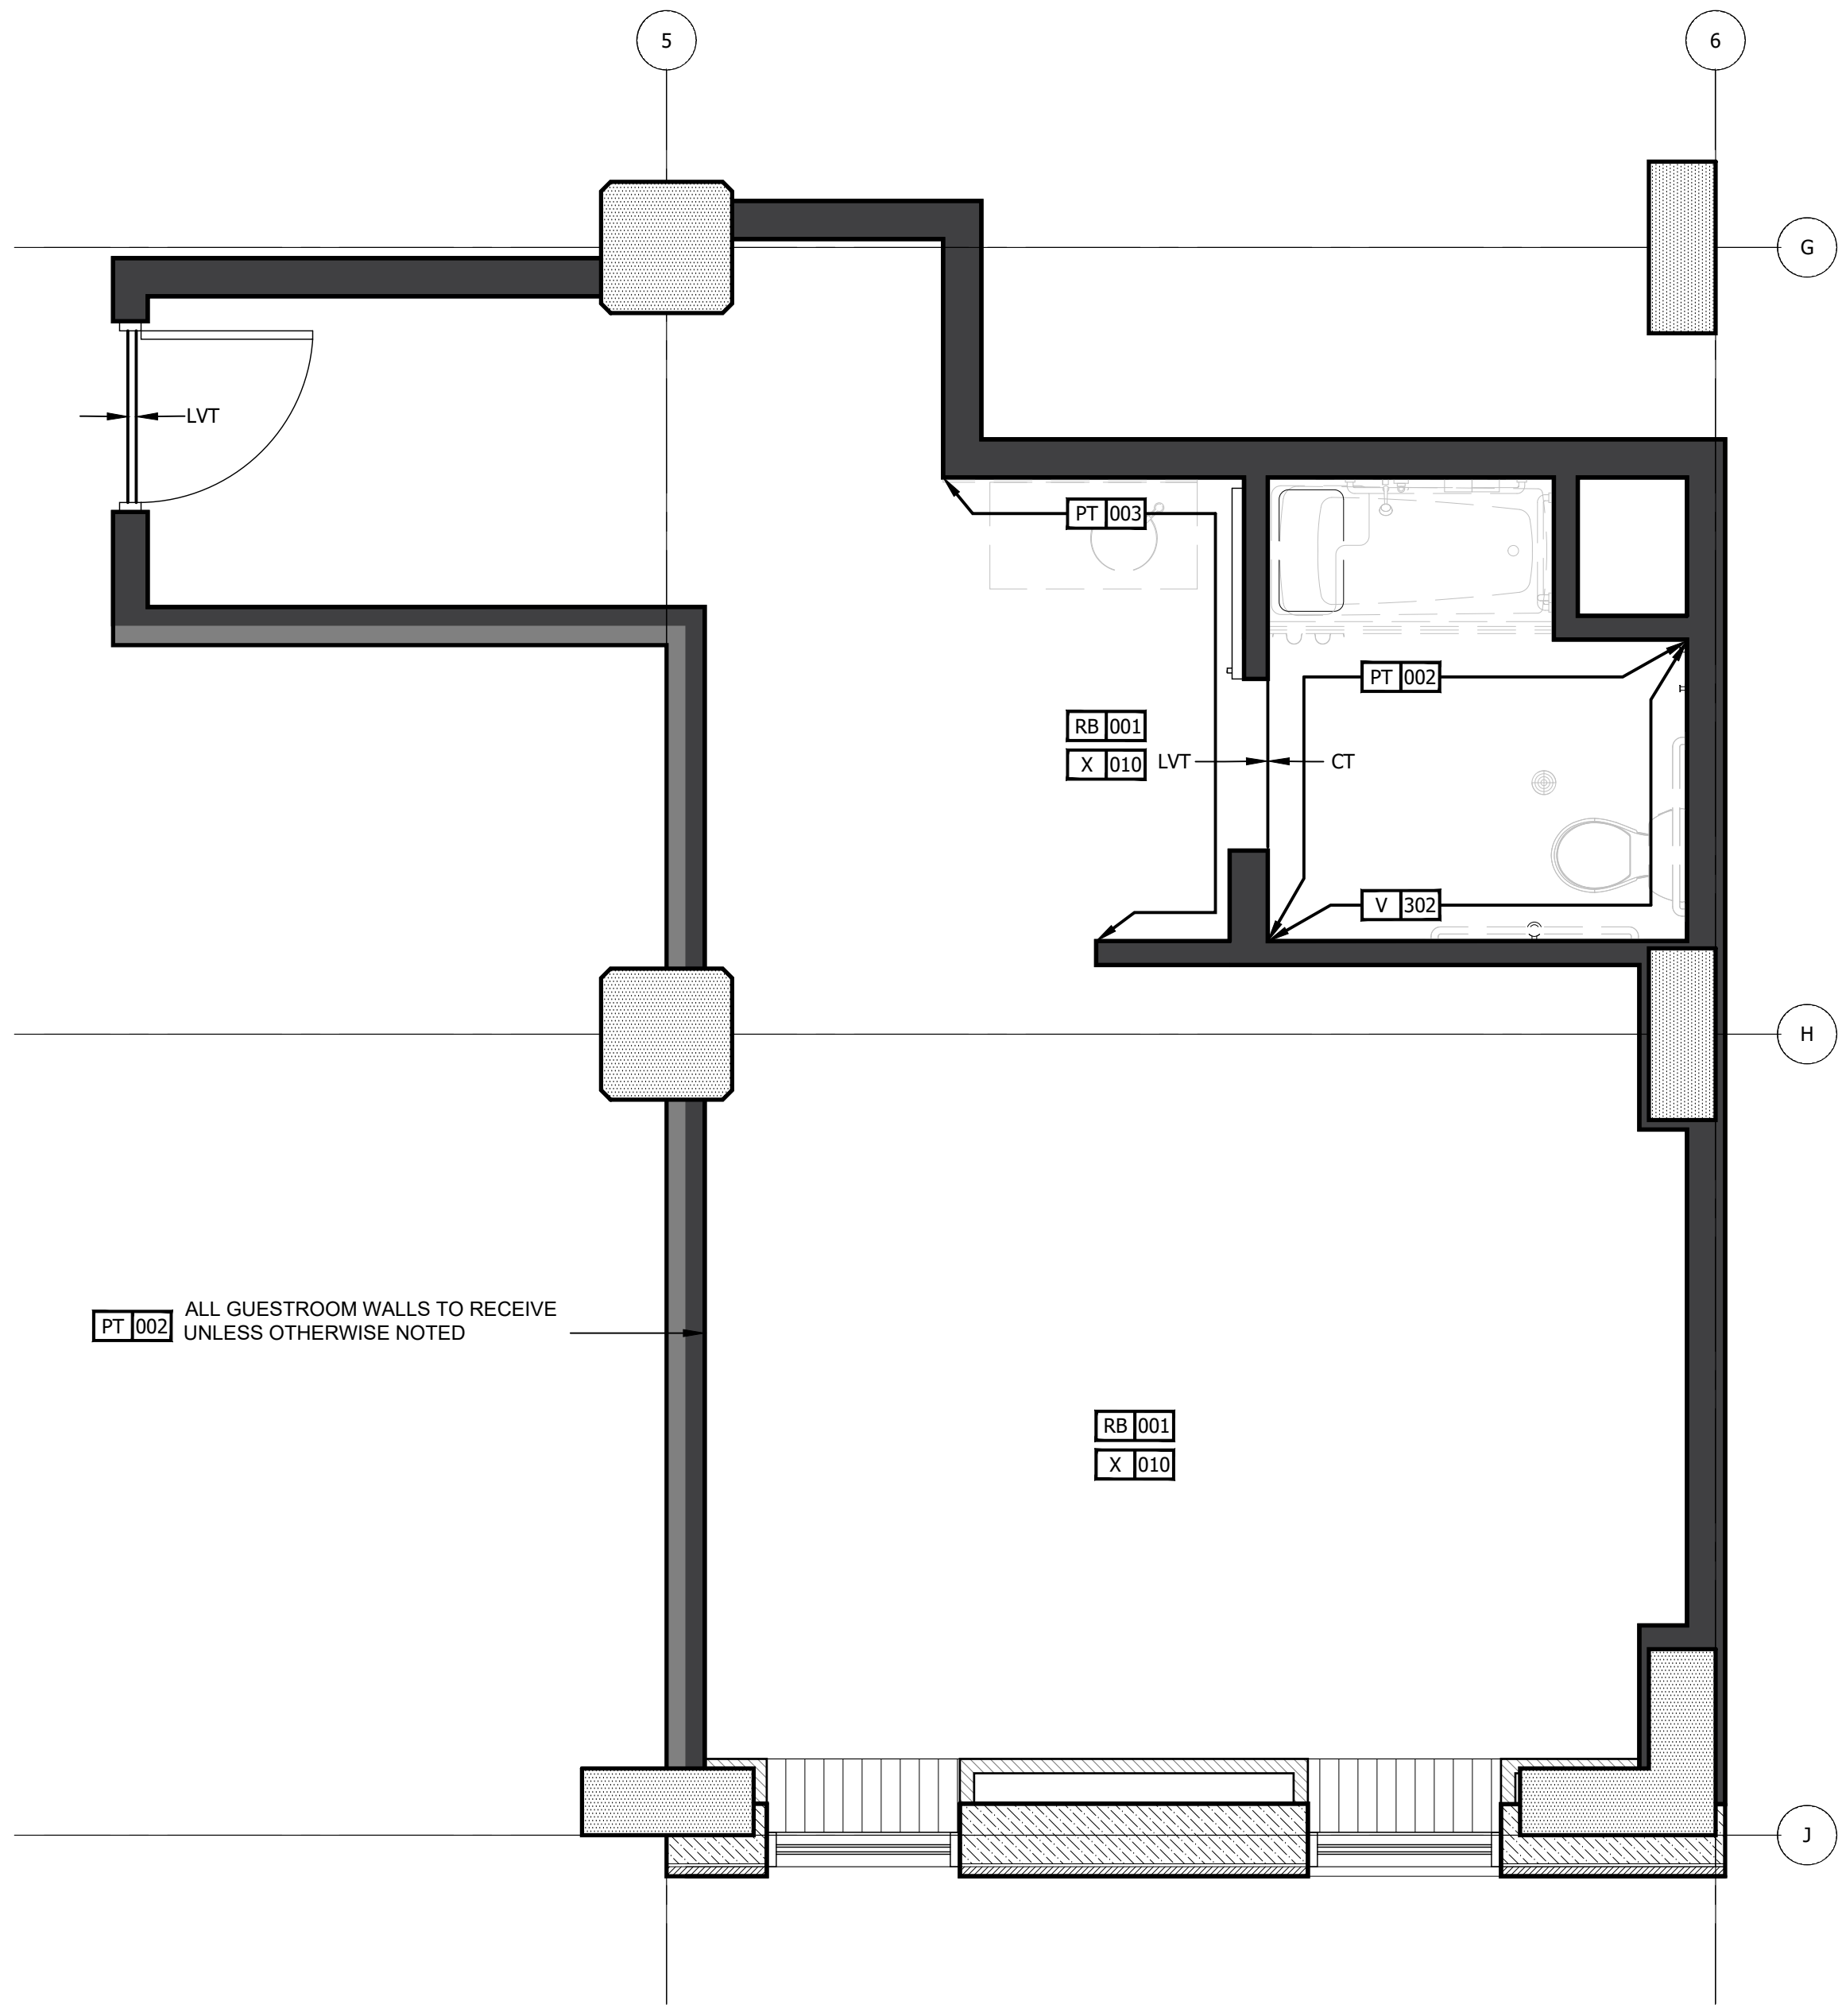 5
6
G
LVT
PT 003
PT 002
RB 001
X 010
LVT
CT
V 302
H
PT 002
ALL GUESTROOM WALLS TO RECEIVE
UNLESS OTHERWISE NOTED
RB 001
X 010
J